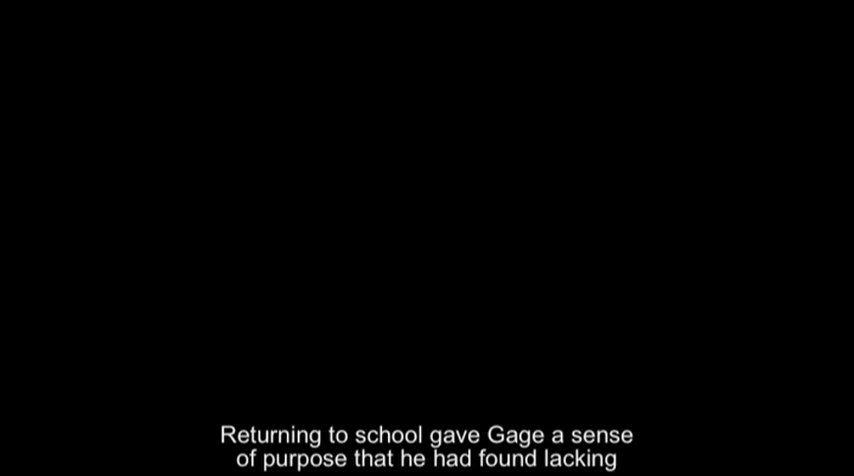 Returning to school gave Gage a sense
of purpose that he had found lacking